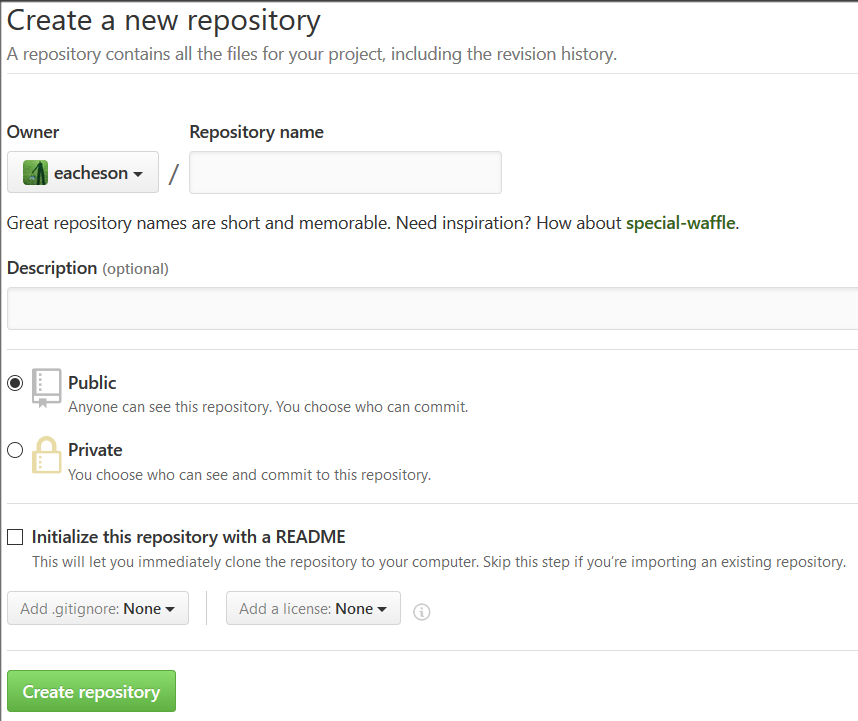 Create a new repository
A repository contains all the files for your project, including the revision history.
Owner
Repository name
eacheson
/
Great repository names are short and memorable. Need inspiration? How about special-waffle.
Description (optional)
Public
Anyone can see this repository. You choose who can commit.
Private
You choose who can see and commit to this repository.
Initialize this repository with a README
This will let you immediately clone the repository to your computer. Skip this step if you’re importing an existing repository.
Add .gitignore: None
Add a license: None
Create repository